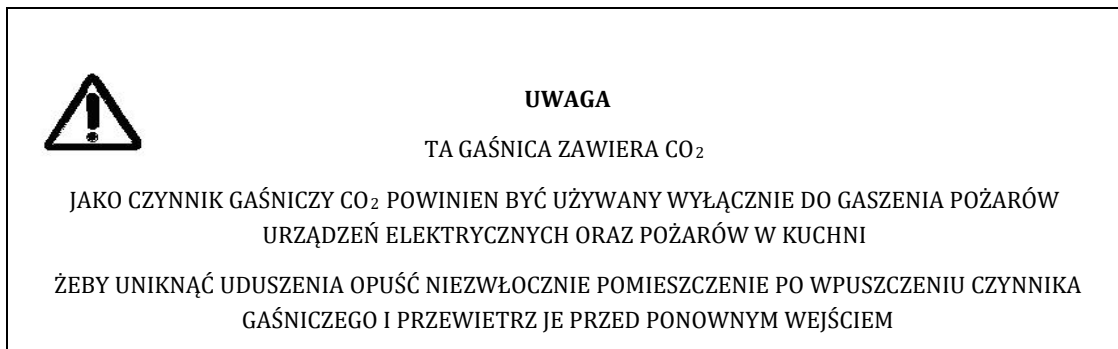 UWAGA
TA GAŚNICA ZAWIERA CO₂
JAKO CZYNNIK GAŚNICZY CO₂ POWINIEN BYĆ UŻYWANY WYŁĄCZNIE DO GASZENIA POŻARÓW
URZĄDZEŃ ELEKTRYCZNYCH ORAZ POŻARÓW W KUCHNI
ŻEBY UNIKNĄĆ UDUSZENIA OPUŚĆ NIEZWŁOCZNIE POMIESZCZENIE PO WPUSZCZENIU CZYNNIKA
GAŚNICZEGO I PRZEWIETRZ JE PRZED PONOWNYM WEJŚCIEM